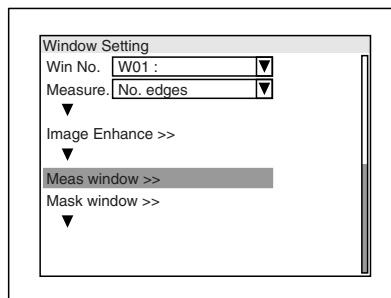 Window Setting
Win No. W01 :
Measure. No. edges
Image Enhance >>
Meas window >>
Mask window >>